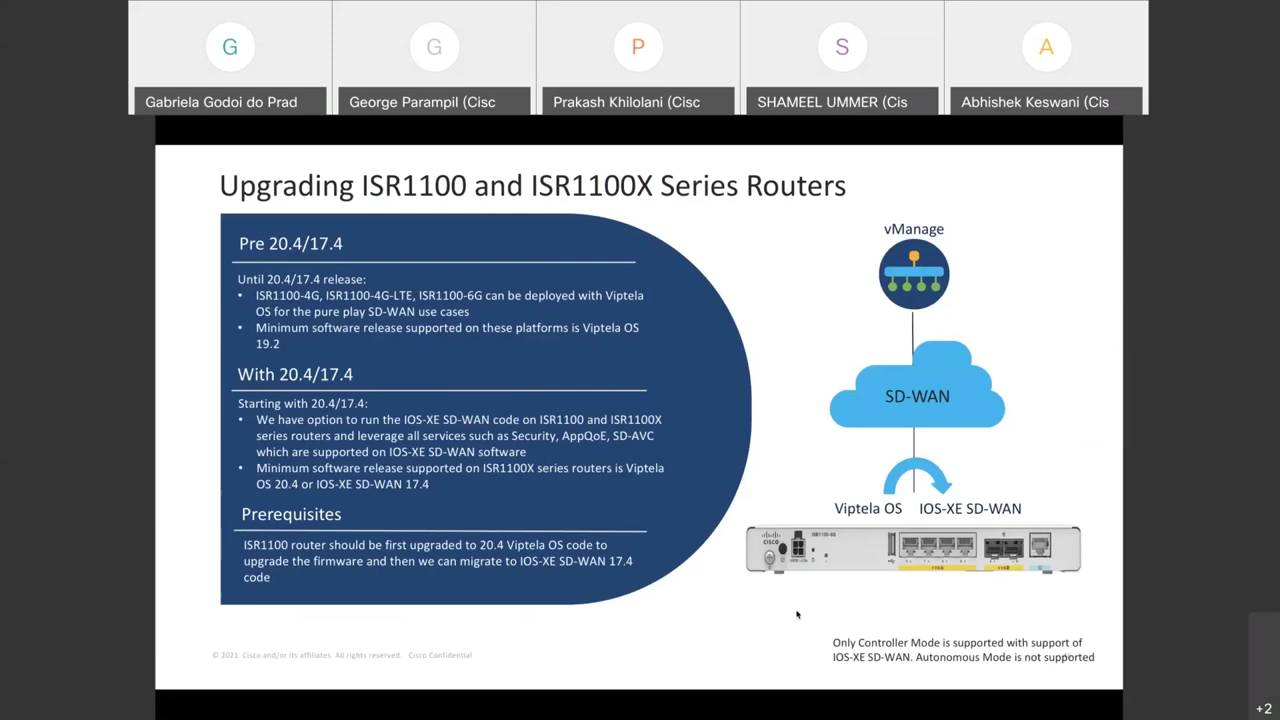 G
G
P
S
A
Gabriela Godoi do Prad
George Parampil (Cisc
Prakash Khilolani (Cisc
SHAMEEL UMMER (Cis
Abhishek Keswani (Cis
Upgrading ISR1100 and ISR1100X Series Routers
Pre 20.4/17.4
Until 20.4/17.4 release:
• ISR1100-4G, ISR1100-4G-LTE, ISR1100-6G can be deployed with Viptela
OS for the pure play SD-WAN use cases
• Minimum software release supported on these platforms is Viptela OS
19.2
With 20.4/17.4
Starting with 20.4/17.4:
• We have option to run the IOS-XE SD-WAN code on ISR1100 and ISR1100X
series routers and leverage all services such as Security, AppQoE, SD-AVC
which are supported on IOS-XE SD-WAN software
• Minimum software release supported on ISR1100X series routers is Viptela
OS 20.4 or IOS-XE SD-WAN 17.4
Prerequisites
ISR1100 router should be first upgraded to 20.4 Viptela OS code to
upgrade the firmware and then we can migrate to IOS-XE SD-WAN 17.4
code
vManage
SD-WAN
Viptela OS
IOS-XE SD-WAN
CISCO
ISR1100-6G
© 2021 Cisco and/or its affiliates. All rights reserved. Cisco Confidential
Only Controller Mode is supported with support of
IOS-XE SD-WAN. Autonomous Mode is not supported
+2